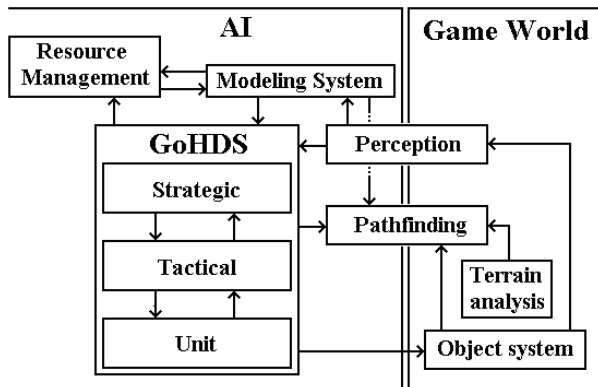 AI
Game World
Resource
Management
Modeling System
GoHDS
Perception
Strategic
Pathfinding
Tactical
Terrain
analysis
Unit
Object system